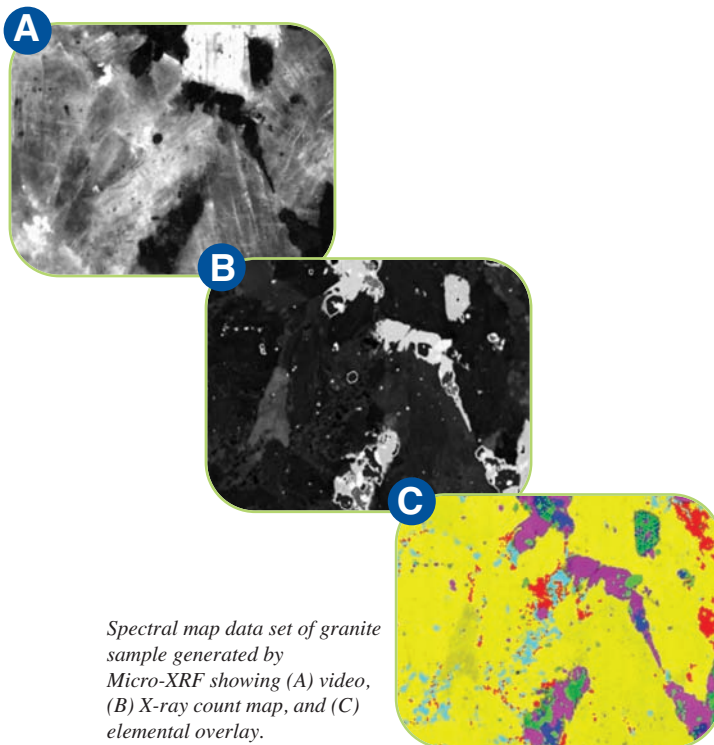 A
B
C
Spectral map data set of granite
sample generated by
Micro-XRF showing (A) video,
(B) X-ray count map, and (C)
elemental overlay.